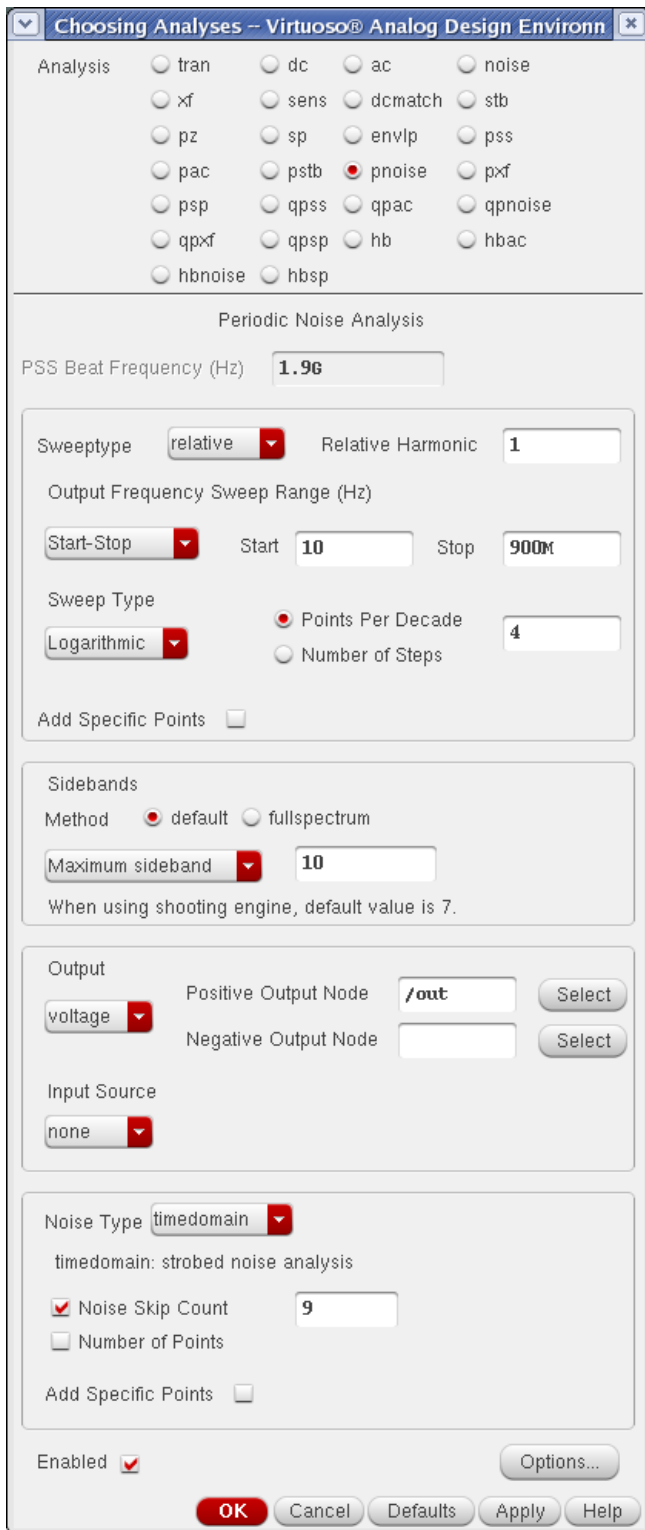 Choosing Analyses -- Virtuoso® Analog Design Environn
Analysis tran dc ac noise
xf sens dcmatch stb
pz sp envlp pss
pac pstb pnoise pxf
psp qpss qpac qpnoise
qpxf qpsp hb hbac
hbnoise hbsp
Periodic Noise Analysis
PSS Beat Frequency (Hz) 1.9G
Sweeptype relative Relative Harmonic 1
Output Frequency Sweep Range (Hz)
Start-Stop Start 10 Stop 900M
Sweep Type
Logarithmic Points Per Decade 4
Number of Steps
Add Specific Points
Sidebands
Method default fullspectrum
Maximum sideband 10
When using shooting engine, default value is 7.
Output
voltage Positive Output Node /out Select
Negative Output Node Select
Input Source
none
Noise Type timedomain
timedomain: strobed noise analysis
Noise Skip Count 9
Number of Points
Add Specific Points
Enabled Options...
OK Cancel Defaults Apply Help